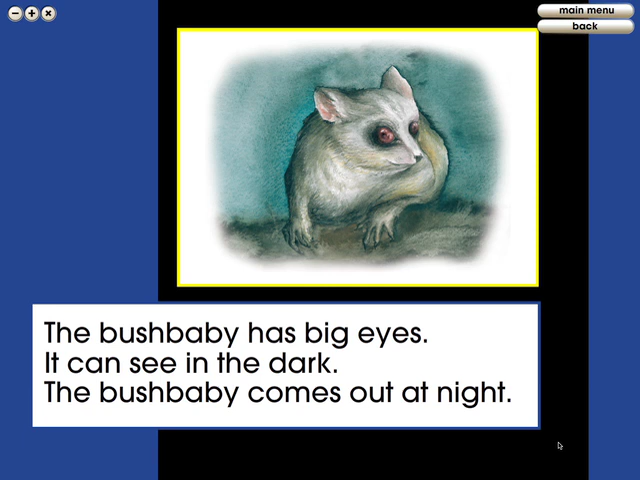 main menu
back
The bushbaby has big eyes.
It can see in the dark.
The bushbaby comes out at night.